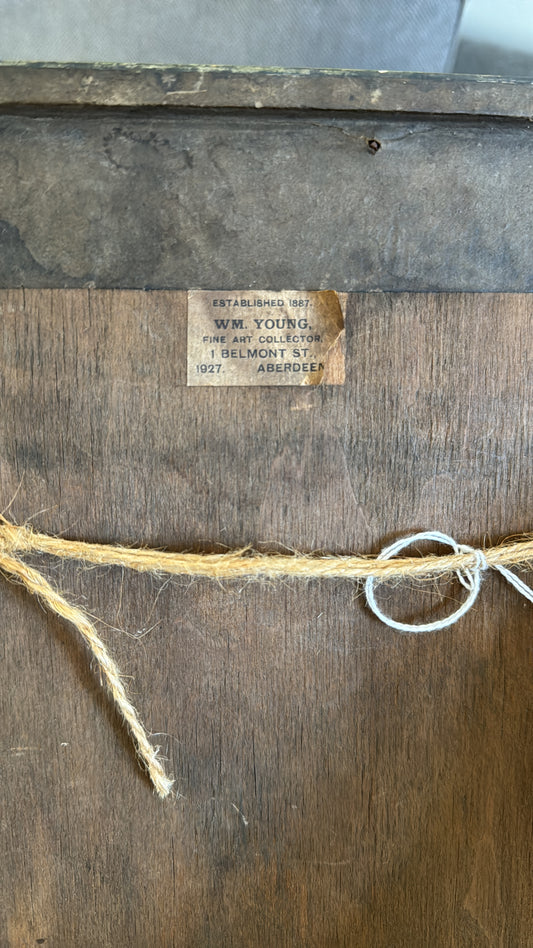 ESTABLISHED 1887.
WM. YOUNG,
FINE ART COLLECTOR,
1 BELMONT ST.,
1927. ABERDEEN